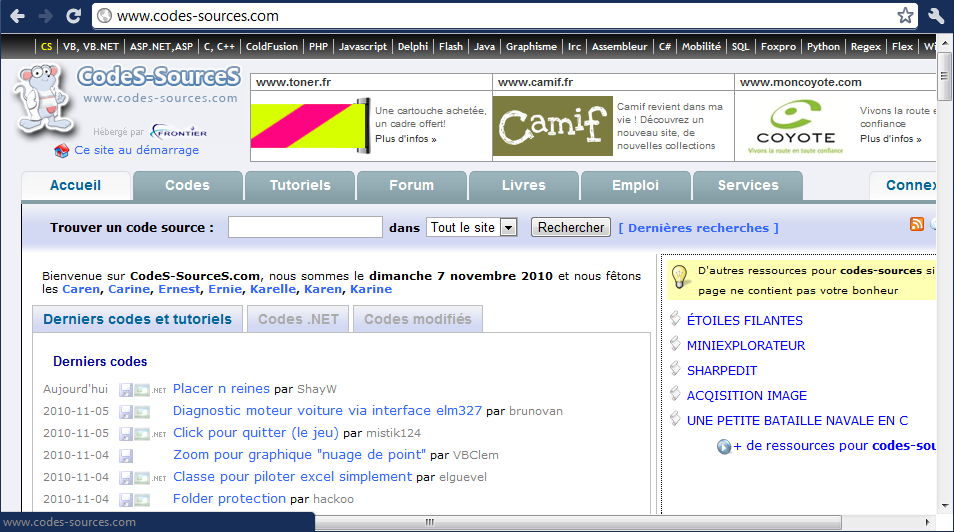 www.codes-sources.com
CS | VB, VB.NET | ASP.NET,ASP | C, C++ | ColdFusion | PHP | Javascript | Delphi | Flash | Java | Graphisme | Irc | Assembleur | C# | Mobilité | SQL | Foxpro | Python | Regex | Flex | Wi
CodeS-SourceS
www.codes-sources.com
Hébergé par FRONTIER
Ce site au démarrage
www.toner.fr
Une cartouche achetée,
un cadre offert!
Plus d'infos »
www.camif.fr
Camif
Camif revient dans ma
vie ! Découvrez un
nouveau site, de
nouvelles collections
www.moncoyote.com
COYOTE
Vivons la route en toute confiance
Vivons la route e
confiance
Plus d'infos »
Accueil
Codes
Tutoriels
Forum
Livres
Emploi
Services
Connex
Trouver un code source :
dans
Tout le site
Rechercher
[ Dernières recherches ]
Bienvenue sur CodeS-SourceS.com, nous sommes le dimanche 7 novembre 2010 et nous fêtons
les Caren, Carine, Ernest, Ernie, Karelle, Karen, Karine
Derniers codes et tutoriels
Codes .NET
Codes modifiés
Derniers codes
Aujourd'hui .NET Placer n reines par ShayW
2010-11-05 Diagnostic moteur voiture via interface elm327 par brunovan
2010-11-05 .NET Click pour quitter (le jeu) par mistik124
2010-11-04 Zoom pour graphique "nuage de point" par VBClem
2010-11-04 .NET Classe pour piloter excel simplement par elguevel
2010-11-04 Folder protection par hackoo
D'autres ressources pour codes-sources si
page ne contient pas votre bonheur
ÉTOILES FILANTES
MINIEXPLORATEUR
SHARPEDIT
ACQISITION IMAGE
UNE PETITE BATAILLE NAVALE EN C
+ de ressources pour codes-sou
www.codes-sources.com